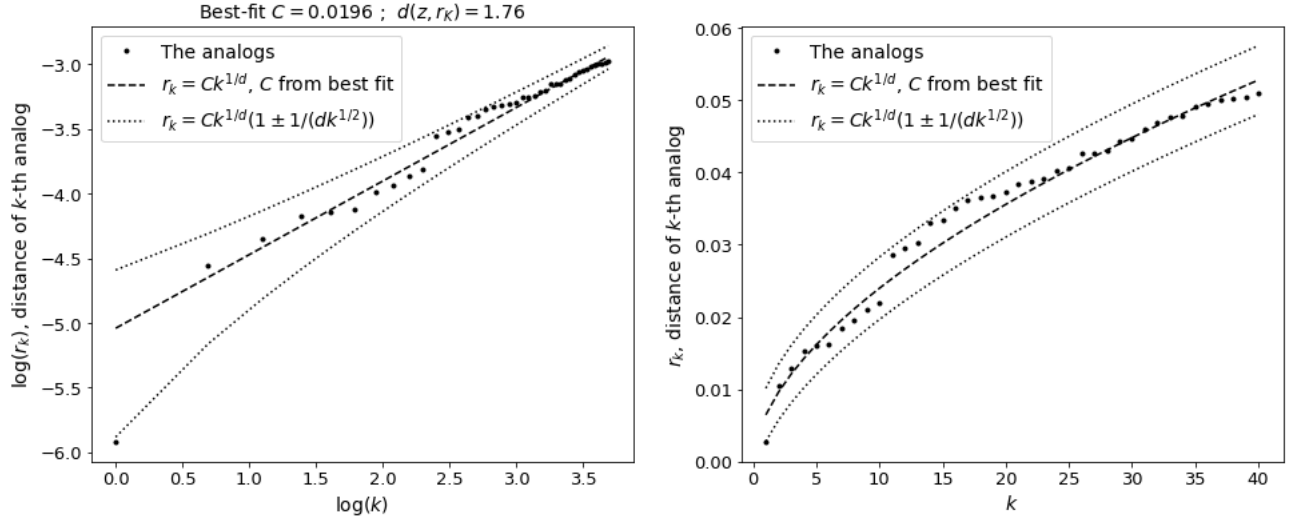 Best-fit C = 0.0196 ; d(z, r_K) = 1.76
The analogs
r_k = Ck^{1/d}, C from best fit
r_k = Ck^{1/d}(1 ± 1/(dk^{1/2}))
log(r_k), distance of k-th analog
−3.0
−3.5
−4.0
−4.5
−5.0
−5.5
−6.0
0.0 0.5 1.0 1.5 2.0 2.5 3.0 3.5
log(k)
The analogs
r_k = Ck^{1/d}, C from best fit
r_k = Ck^{1/d}(1 ± 1/(dk^{1/2}))
r_k, distance of k-th analog
0.06
0.05
0.04
0.03
0.02
0.01
0.00
0 5 10 15 20 25 30 35 40
k